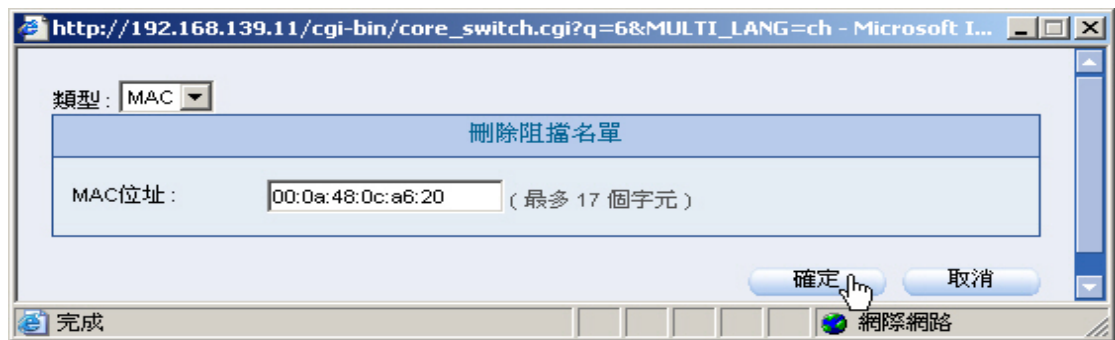 http://192.168.139.11/cgi-bin/core_switch.cgi?q=6&MULTI_LANG=ch - Microsoft I...
類型 : MAC
刪除阻擋名單
MAC位址 : 00:0a:48:0c:a6:20 ( 最多 17 個字元 )
確定 取消
完成 網際網路